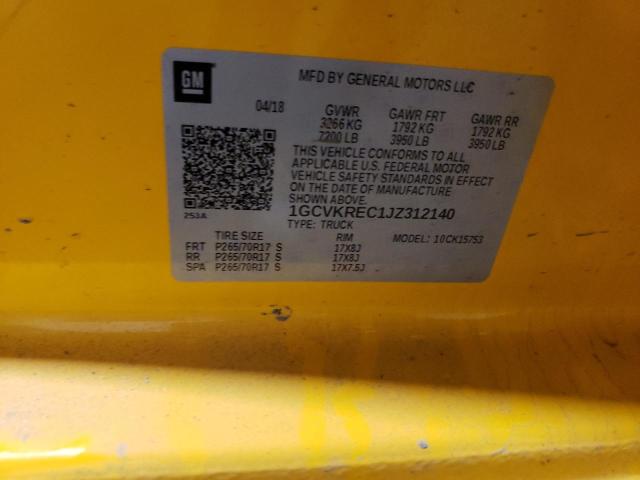 GM
MFD BY GENERAL MOTORS LLC
04/18 GVWR GAWR FRT GAWR RR
3266 KG 1792 KG 1792 KG
7200 LB 3950 LB 3950 LB
THIS VEHICLE CONFORMS TO ALL
APPLICABLE U.S. FEDERAL MOTOR
VEHICLE SAFETY STANDARDS IN EFFECT
ON THE DATE OF MANUFACTURE
SHOWN ABOVE.
253A 1GCVKREC1JZ312140
TYPE: TRUCK
TIRE SIZE RIM MODEL: 10CK15753
FRT P265/70R17 S 17X8J
RR P265/70R17 S 17X8J
SPA P265/70R17 S 17X7.5J